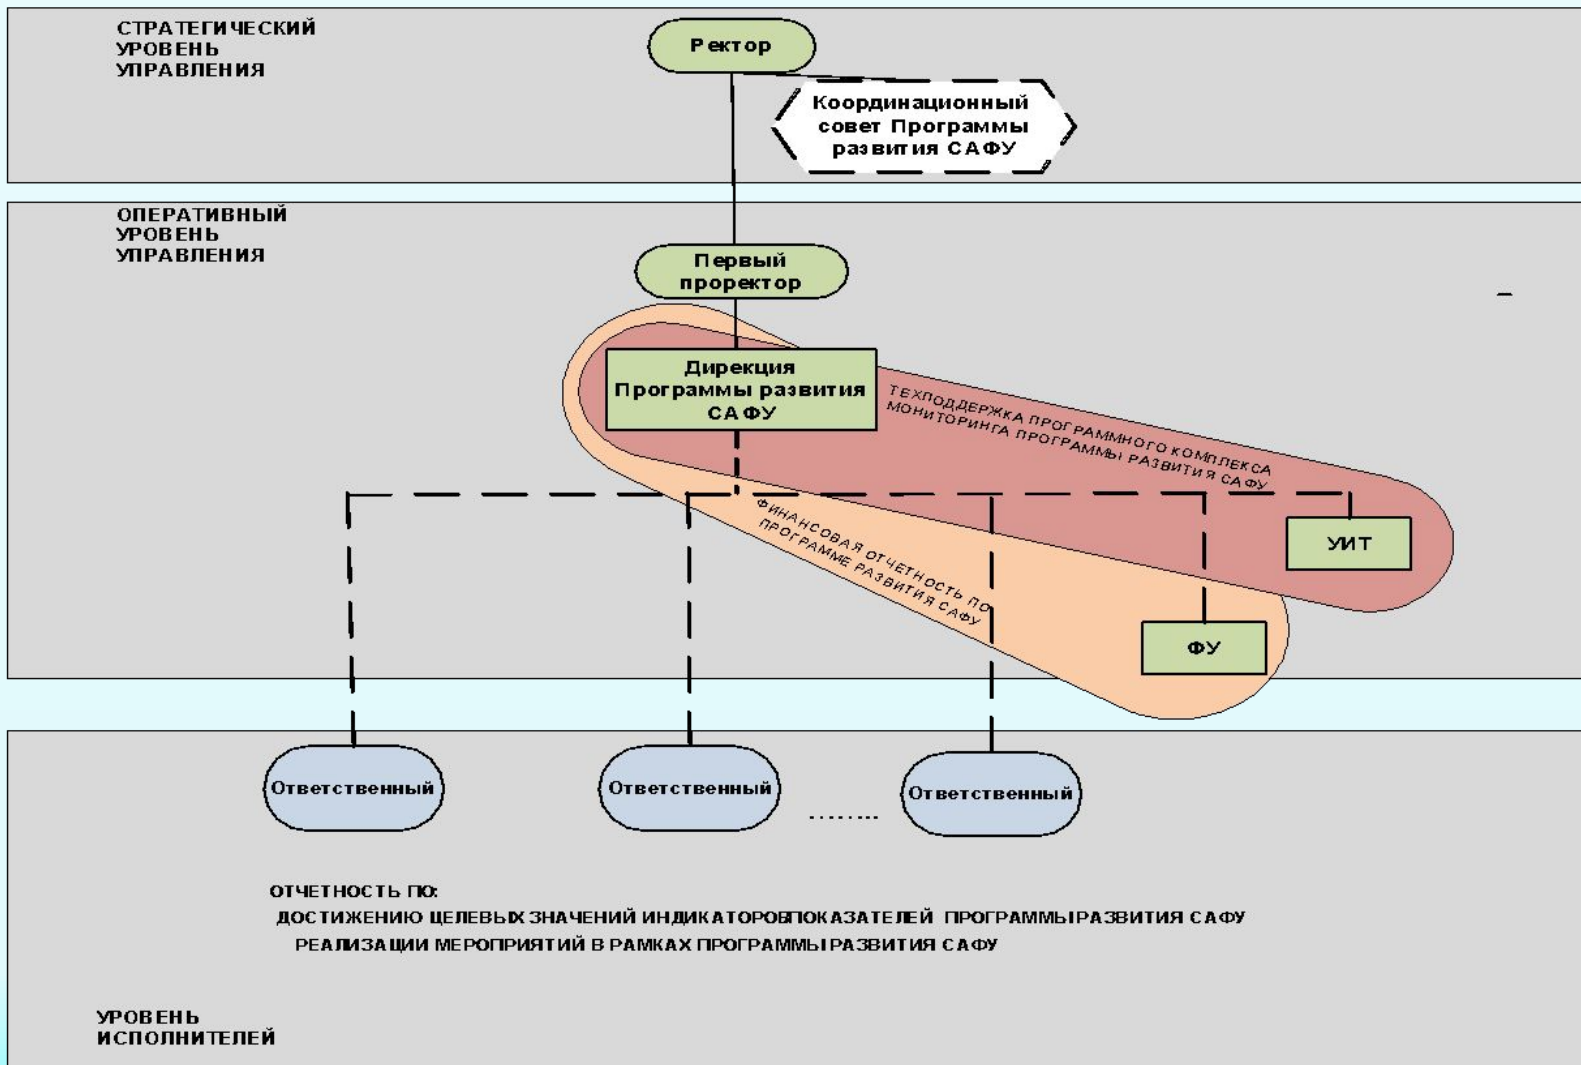 СТРАТЕГИЧЕСКИЙ
УРОВЕНЬ
УПРАВЛЕНИЯ
Ректор
Координационный
совет Программы
развития САФУ
ОПЕРАТИВНЫЙ
УРОВЕНЬ
УПРАВЛЕНИЯ
Первый
проректор
Дирекция
Программы развития
САФУ
ТЕХПОДДЕРЖКА ПРОГРАММНОГО КОМПЛЕКСА
МОНИТОРИНГА ПРОГРАММЫ РАЗВИТИЯ САФУ
ФИНАНСОВАЯ ОТЧЕТНОСТЬ ПО
ПРОГРАММЕ РАЗВИТИЯ САФУ
УИТ
ФУ
Ответственный
Ответственный
........
Ответственный
ОТЧЕТНОСТЬ ПО:
ДОСТИЖЕНИЮ ЦЕЛЕВЫХ ЗНАЧЕНИЙ ИНДИКАТОРОВ ПОКАЗАТЕЛЕЙ ПРОГРАММЫ РАЗВИТИЯ САФУ
РЕАЛИЗАЦИИ МЕРОПРИЯТИЙ В РАМКАХ ПРОГРАММЫ РАЗВИТИЯ САФУ
УРОВЕНЬ
ИСПОЛНИТЕЛЕЙ